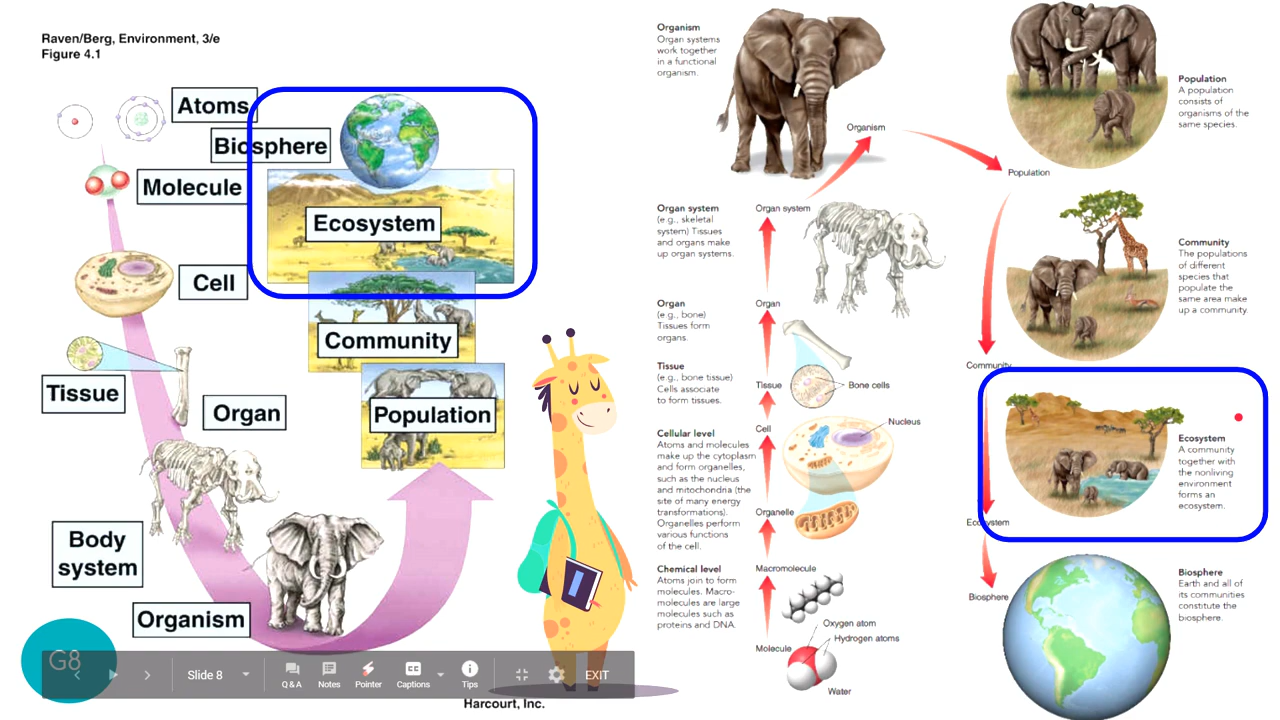 Raven/Berg, Environment, 3/e
Figure 4.1
Atoms
Biosphere
Molecule
Ecosystem
Cell
Community
Tissue
Organ
Population
Body
system
Organism
G8
Slide 8
Q & A
Notes
Pointer
Captions
Tips
EXIT
Harcourt, Inc.
Organism
Organ systems
work together
in a functional
organism.
Organism
Population
A population
consists of
organisms of the
same species.
Population
Organ system
(e.g., skeletal
system) Tissues
and organs make
up organ systems.
Organ system
Community
The populations
of different
species that
populate the
same area make
up a community.
Organ
(e.g., bone)
Tissues form
organs.
Organ
Community
Tissue
(e.g., bone tissue)
Cells associate
to form tissues.
Tissue
Bone cells
Cellular level
Atoms and molecules
make up the cytoplasm
and form organelles,
such as the nucleus
and mitochondria (the
site of many energy
transformations).
Organelles perform
various functions
of the cell.
Cell
Nucleus
Organelle
Ecosystem
A community
together with
the nonliving
environment
forms an
ecosystem.
Ecosystem
Chemical level
Atoms join to form
molecules. Macro-
molecules are large
molecules such as
proteins and DNA.
Macromolecule
Oxygen atom
Hydrogen atoms
Molecule
Water
Biosphere
Biosphere
Earth and all of
its communities
constitute the
biosphere.